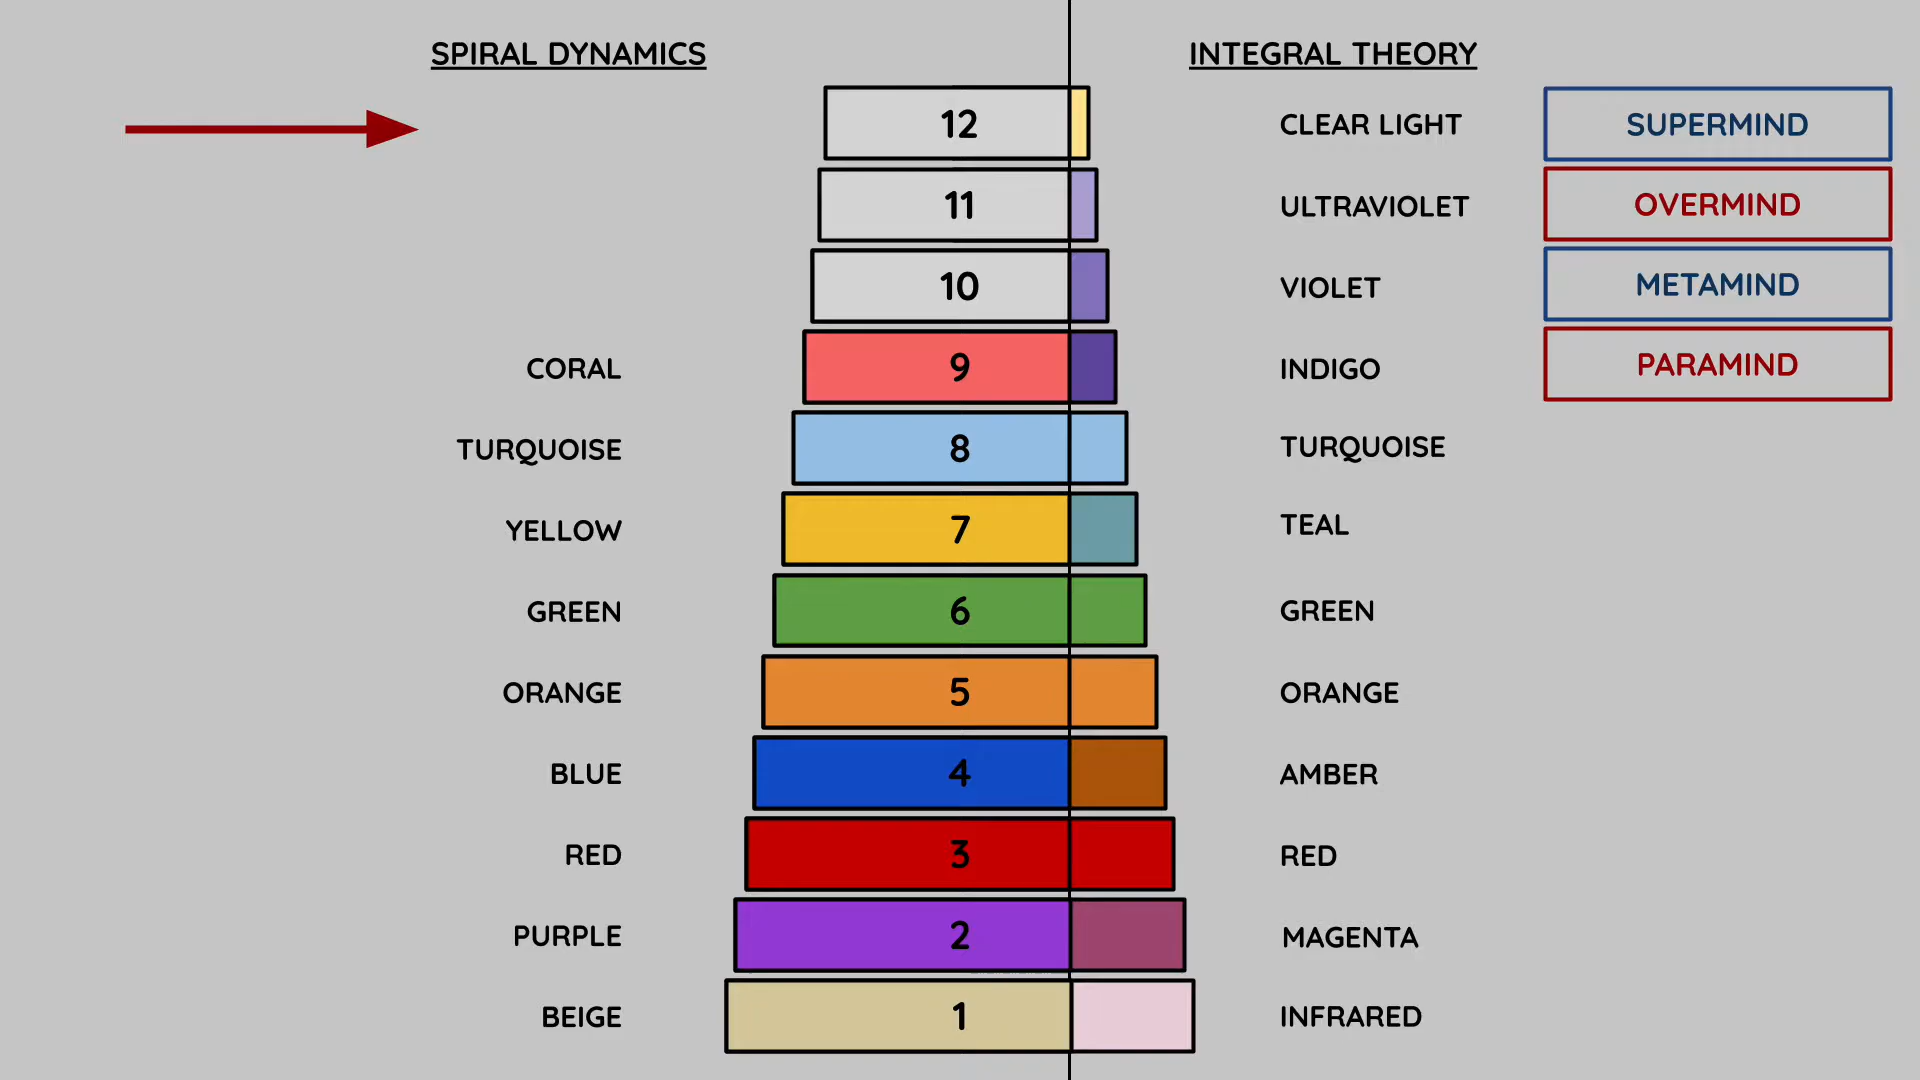 SPIRAL DYNAMICS INTEGRAL THEORY
12 CLEAR LIGHT SUPERMIND
11 ULTRAVIOLET OVERMIND
10 VIOLET METAMIND
CORAL 9 INDIGO PARAMIND
TURQUOISE 8 TURQUOISE
YELLOW 7 TEAL
GREEN 6 GREEN
ORANGE 5 ORANGE
BLUE 4 AMBER
RED 3 RED
PURPLE 2 MAGENTA
BEIGE 1 INFRARED